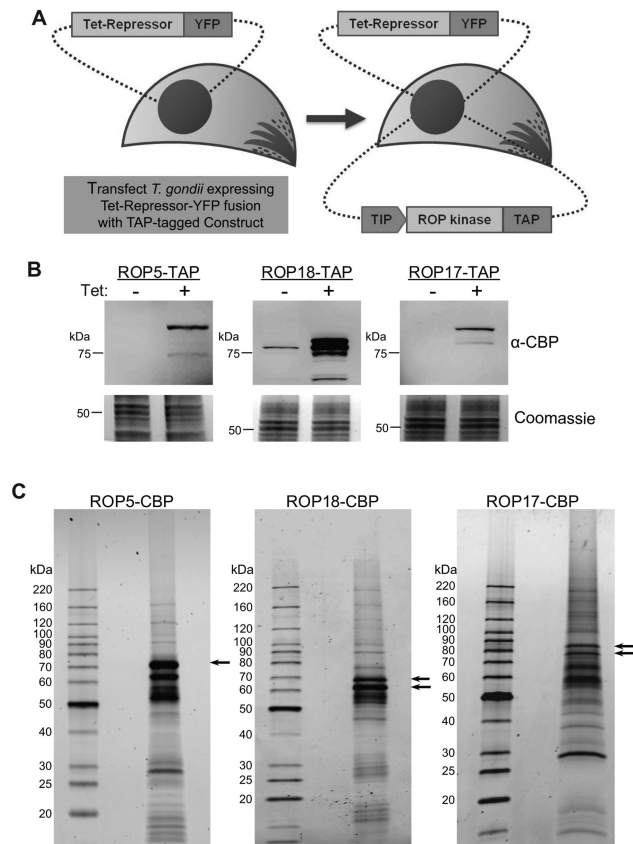 A
Tet-Repressor YFP
Tet-Repressor YFP
Transfect T. gondii expressing
Tet-Repressor-YFP fusion
with TAP-tagged Construct
TIP ROP kinase TAP
B
ROP5-TAP ROP18-TAP ROP17-TAP
Tet: - + - + - +
kDa kDa kDa
75 75 75
α-CBP
50 50 50
Coomassie
C
ROP5-CBP ROP18-CBP ROP17-CBP
kDa
220
160
120
100
90
80
70
60
50
40
30
25
20
kDa
220
160
120
100
90
80
70
60
50
40
30
25
20
kDa
220
160
120
100
90
80
70
60
50
40
30
25
20